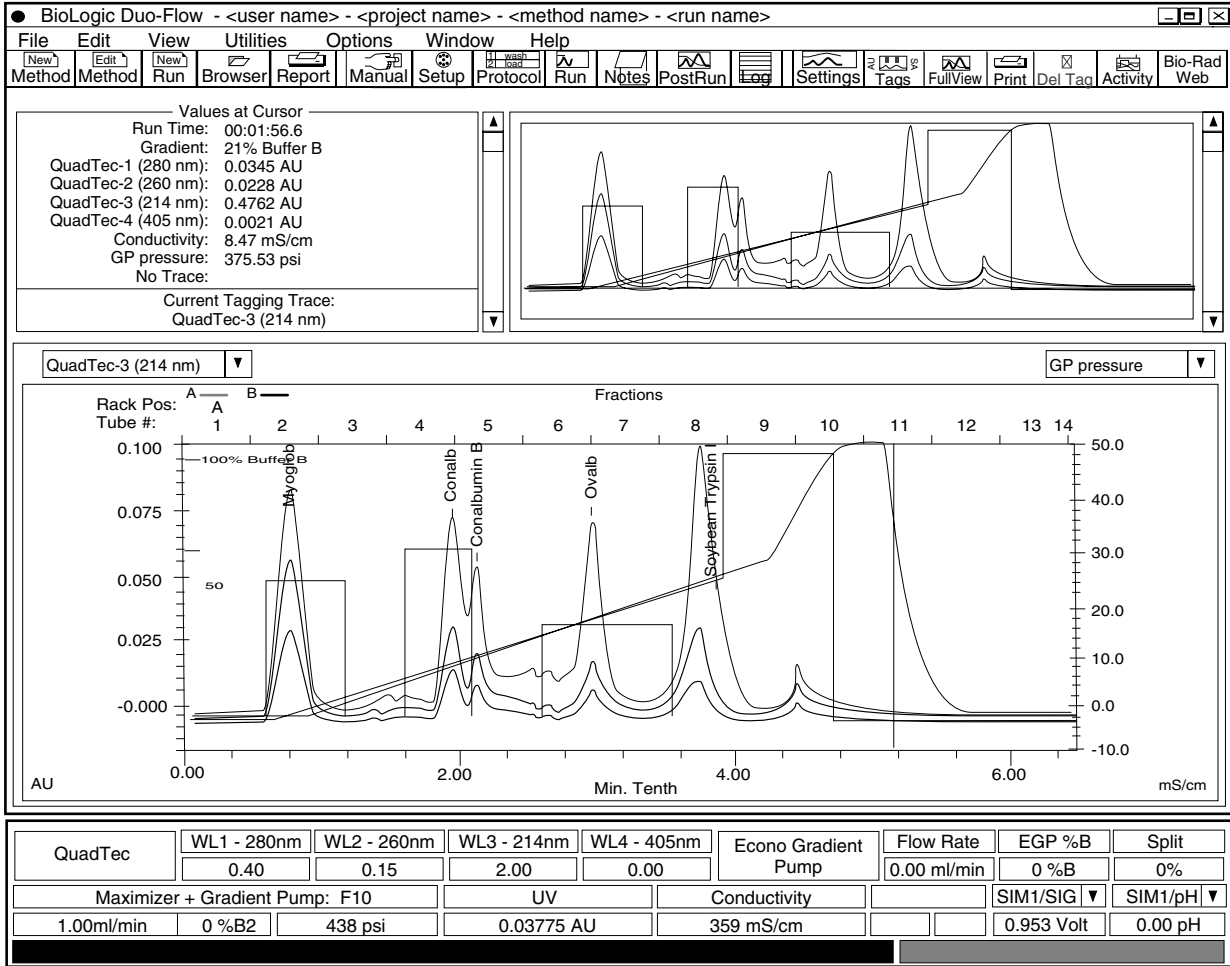 BioLogic Duo-Flow - <user name> - <project name> - <method name> - <run name>
File Edit View Utilities Options Window Help
New Method
Edit Method
New Run
Browser
Report
Manual
Setup
1 wash 2 load Protocol
Run
Notes
PostRun
Log
Settings
UV SA Tags
FullView
Print
Del Tag
Activity
Bio-Rad Web
Values at Cursor
Run Time: 00:01:56.6
Gradient: 21% Buffer B
QuadTec-1 (280 nm): 0.0345 AU
QuadTec-2 (260 nm): 0.0228 AU
QuadTec-3 (214 nm): 0.4762 AU
QuadTec-4 (405 nm): 0.0021 AU
Conductivity: 8.47 mS/cm
GP pressure: 375.53 psi
No Trace:
Current Tagging Trace:
QuadTec-3 (214 nm)
QuadTec-3 (214 nm)
GP pressure
A B
Fractions
Rack Pos: A
Tube #: 1 2 3 4 5 6 7 8 9 10 11 12 13 14
0.100
0.075
0.050
0.025
-0.000
100% Buffer B
50
Myoglob
Conalb
Conalbumin B
Ovalb
Soybean Trypsin I
50.0
40.0
30.0
20.0
10.0
0.0
-10.0
0.00 2.00 4.00 6.00
AU
Min. Tenth
mS/cm
QuadTec
WL1 - 280nm WL2 - 260nm WL3 - 214nm WL4 - 405nm
0.40 0.15 2.00 0.00
Econo Gradient Pump
Flow Rate EGP %B Split
0.00 ml/min 0 %B 0%
Maximizer + Gradient Pump: F10 UV Conductivity SIM1/SIG SIM1/pH
1.00ml/min 0 %B2 438 psi 0.03775 AU 359 mS/cm 0.953 Volt 0.00 pH